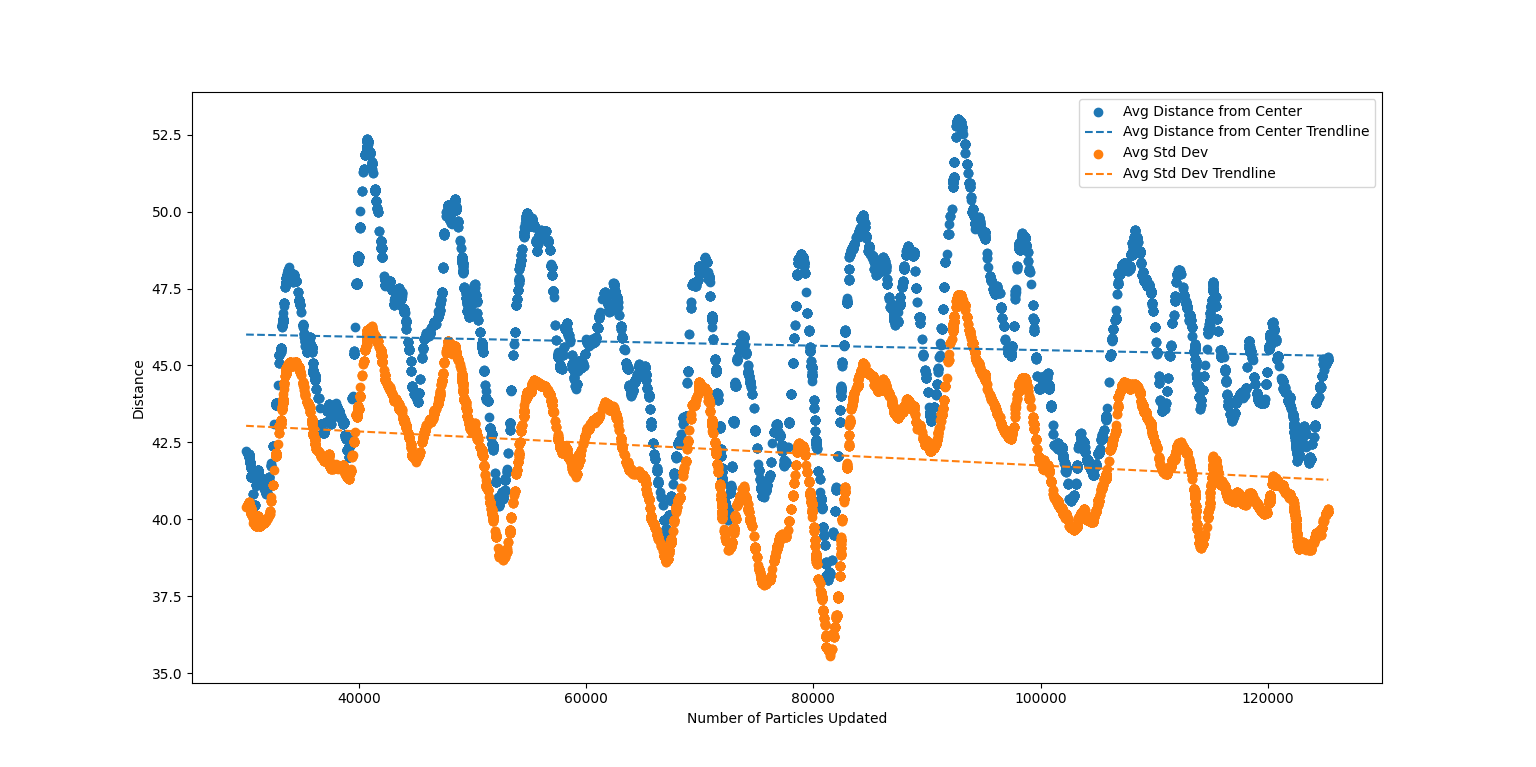 Avg Distance from Center
Avg Distance from Center Trendline
Avg Std Dev
Avg Std Dev Trendline
52.5
50.0
47.5
45.0
42.5
40.0
37.5
35.0
Distance
40000
60000
80000
100000
120000
Number of Particles Updated